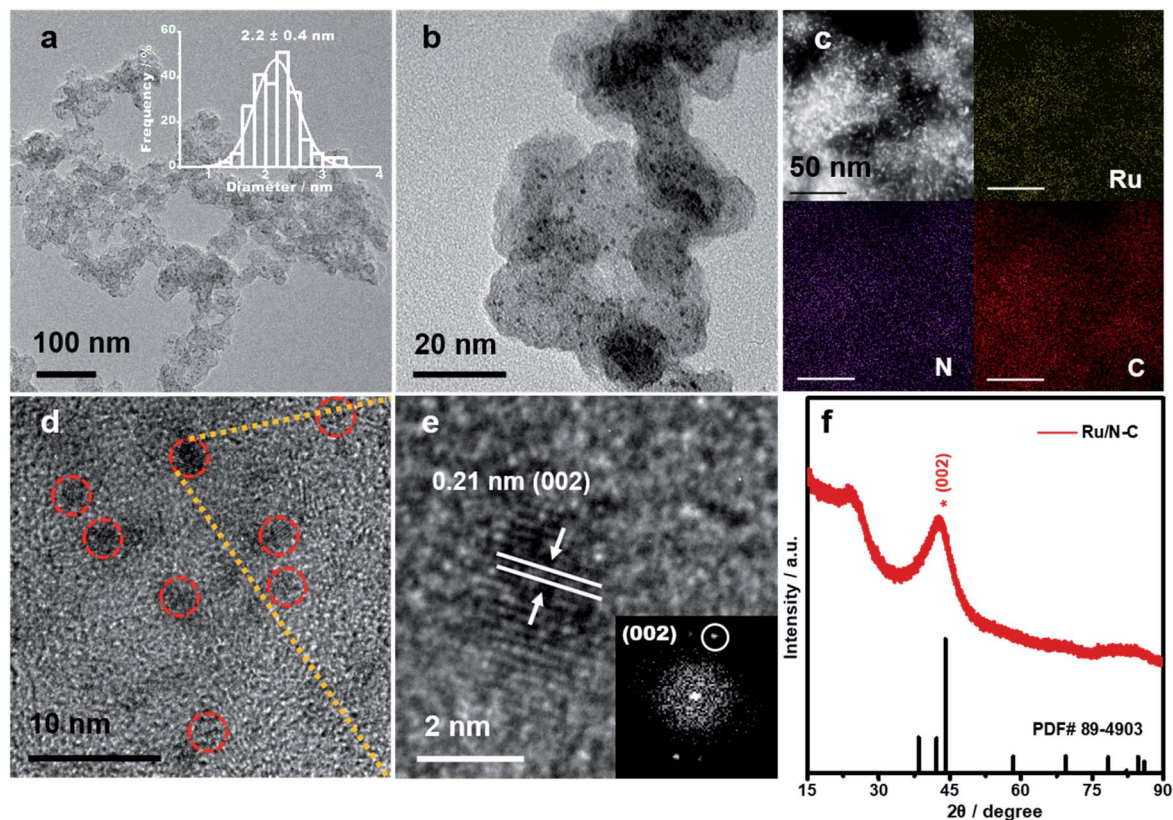 a
60
40
20
0
Frequency / %
2.2 ± 0.4 nm
1 2 3 4
Diameter / nm
100 nm
b
20 nm
c
50 nm
Ru
N
C
d
10 nm
e
0.21 nm (002)
(002)
2 nm
f
Ru/N-C
* (002)
Intensity / a.u.
PDF# 89-4903
15 30 45 60 75 90
2θ / degree